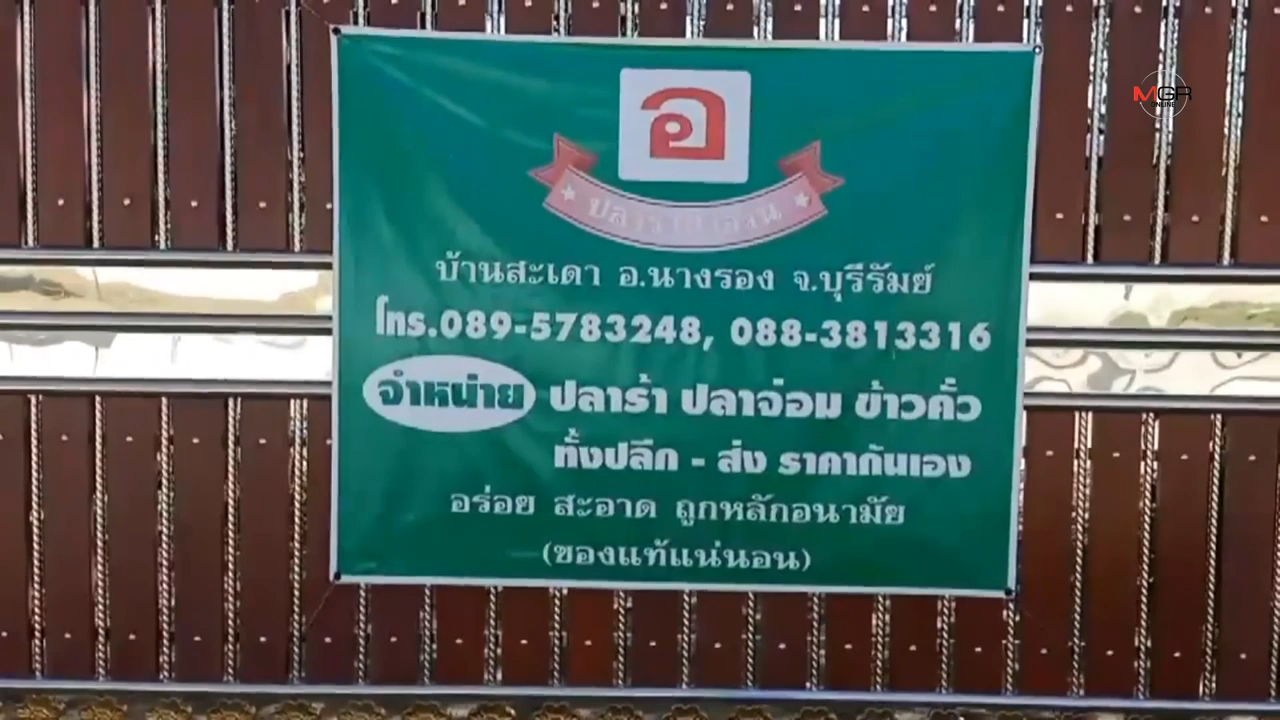 อ
บ้านสะเดา อ.นางรอง จ.บุรีรัมย์
โทร.089-5783248, 088-3813316
จำหน่าย ปลาร้า ปลาจ่อม ข้าวคั่ว
ทั้งปลีก - ส่ง ราคากันเอง
อร่อย สะอาด ถูกหลักอนามัย
(ของแท้แน่นอน)
MGR
ONLINE